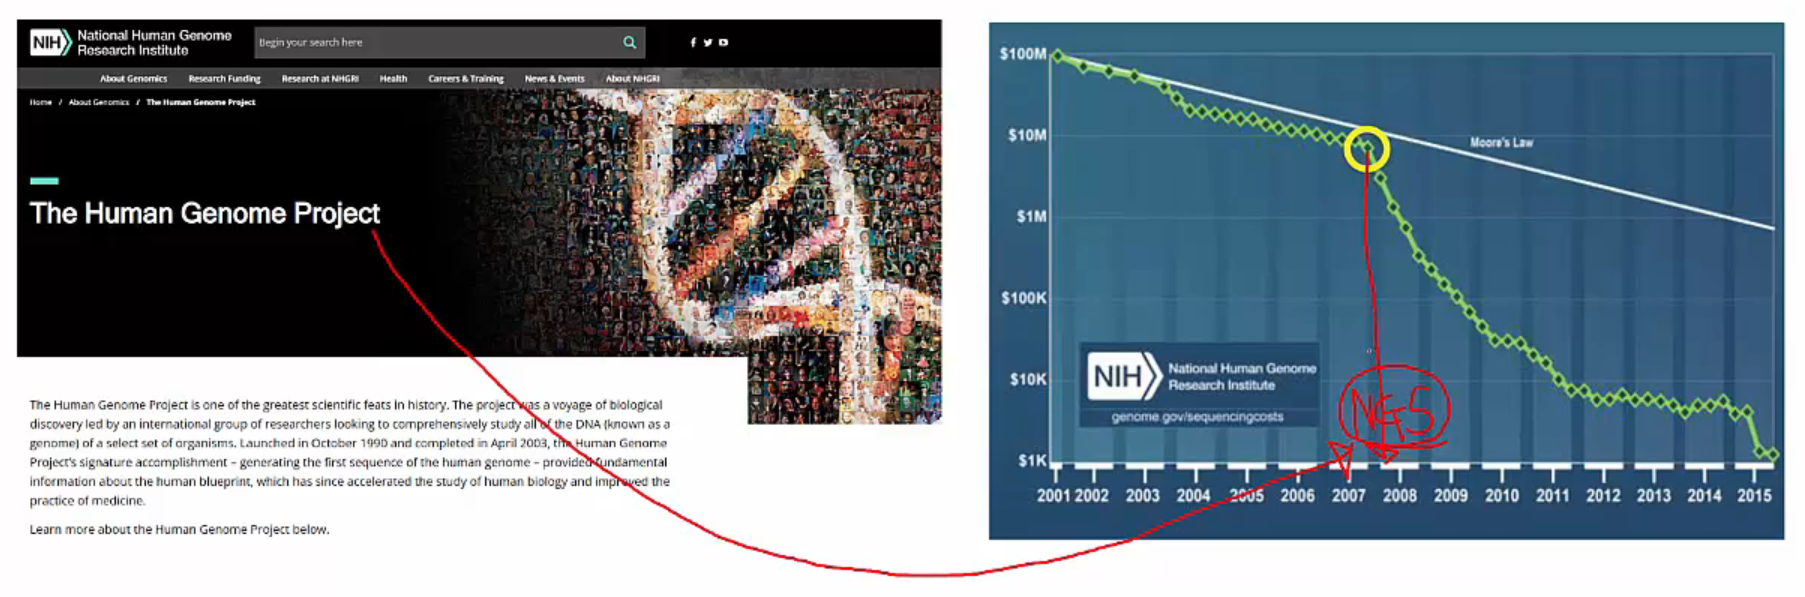 NIH National Human Genome
Research Institute
Begin your search here
About Genomics Research Funding Research at NHGRI Health Careers & Training News & Events About NHGRI
Home / About Genomics / The Human Genome Project
The Human Genome Project
The Human Genome Project is one of the greatest scientific feats in history. The project was a voyage of biological
discovery led by an international group of researchers looking to comprehensively study all of the DNA (known as a
genome) of a select set of organisms. Launched in October 1990 and completed in April 2003, the Human Genome
Project's signature accomplishment – generating the first sequence of the human genome – provided fundamental
information about the human blueprint, which has since accelerated the study of human biology and improved the
practice of medicine.
Learn more about the Human Genome Project below.
$100M
$10M
Moore's Law
$1M
$100K
$10K
$1K
NIH National Human Genome
Research Institute
genome.gov/sequencingcosts
NGS
2001 2002 2003 2004 2005 2006 2007 2008 2009 2010 2011 2012 2013 2014 2015